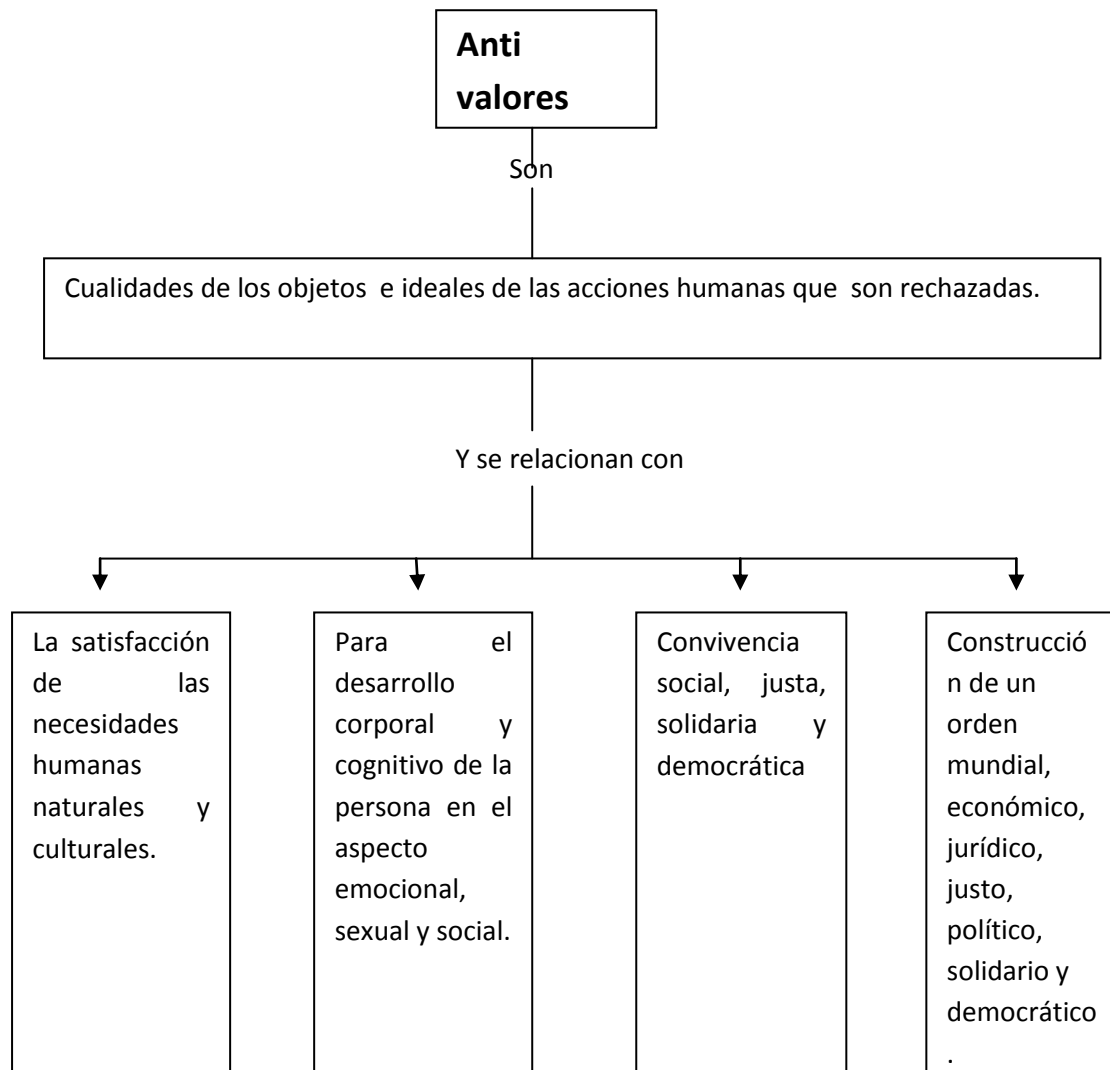 Anti
valores
Son
Cualidades de los objetos e ideales de las acciones humanas que son rechazadas.
Y se relacionan con
La satisfacción
de las
necesidades
humanas
naturales y
culturales.
Para el
desarrollo
corporal y
cognitivo de la
persona en el
aspecto
emocional,
sexual y social.
Convivencia
social, justa,
solidaria y
democrática
Construcció
n de un
orden
mundial,
económico,
jurídico,
justo,
político,
solidario y
democrático
.